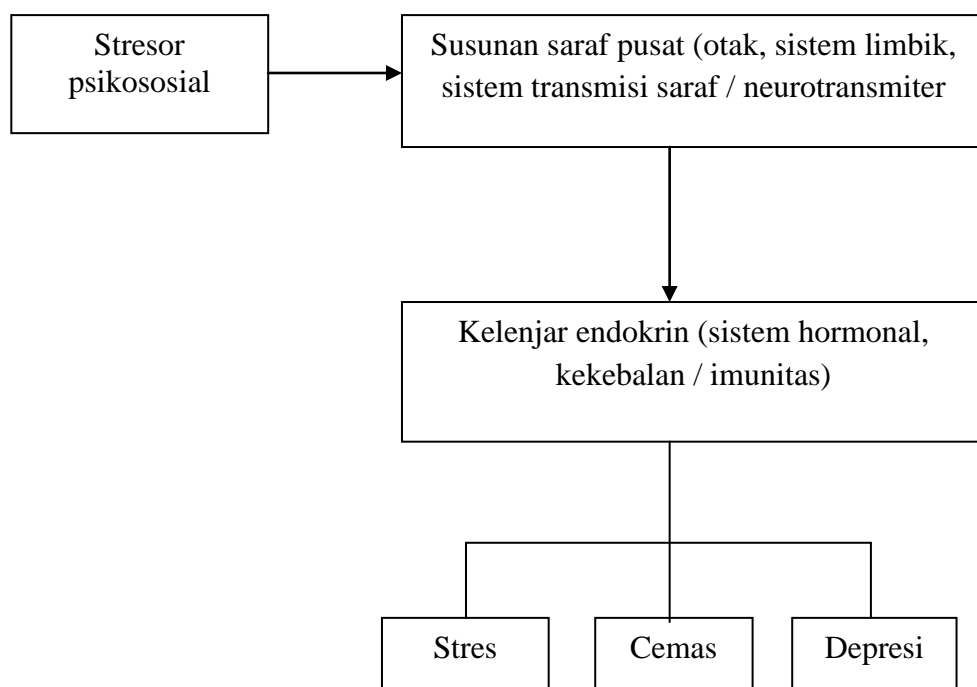 Stresor
psikososial
Susunan saraf pusat (otak, sistem limbik,
sistem transmisi saraf / neurotransmiter
Kelenjar endokrin (sistem hormonal,
kekebalan / imunitas)
Stres
Cemas
Depresi